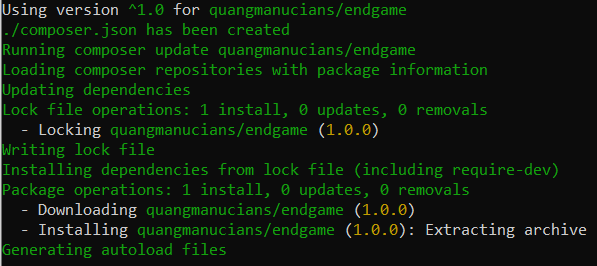 Using version ^1.0 for quangmanucians/endgame
./composer.json has been created
Running composer update quangmanucians/endgame
Loading composer repositories with package information
Updating dependencies
Lock file operations: 1 install, 0 updates, 0 removals
  - Locking quangmanucians/endgame (1.0.0)
Writing lock file
Installing dependencies from lock file (including require-dev)
Package operations: 1 install, 0 updates, 0 removals
  - Downloading quangmanucians/endgame (1.0.0)
  - Installing quangmanucians/endgame (1.0.0): Extracting archive
Generating autoload files